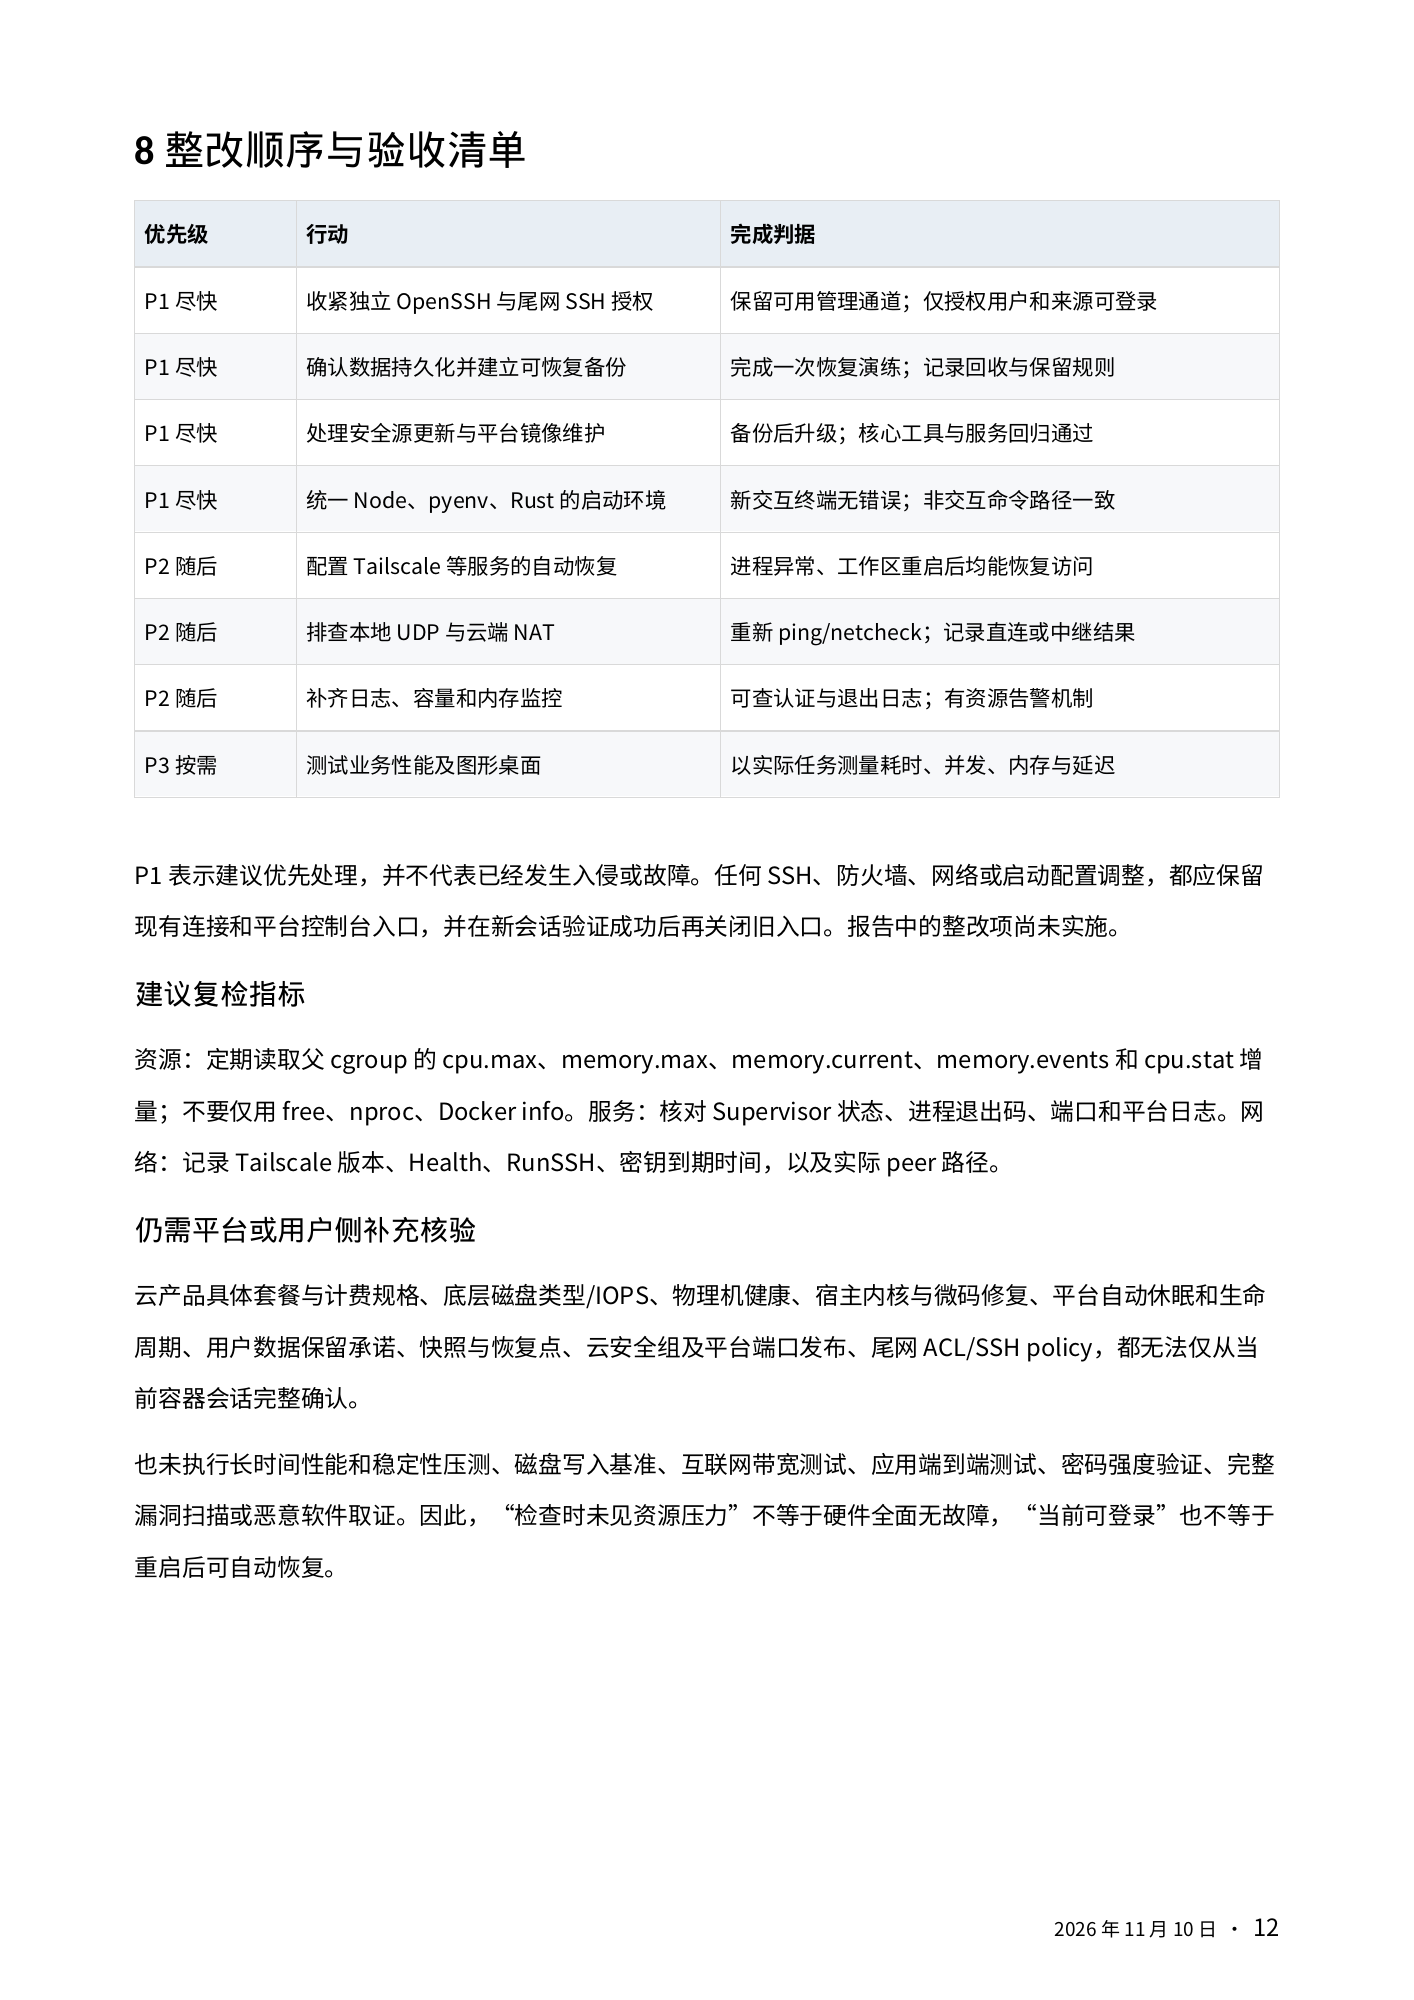 8 整改顺序与验收清单
优先级 行动 完成判据
P1 尽快 收紧独立 OpenSSH 与尾网 SSH 授权 保留可用管理通道；仅授权用户和来源可登录
P1 尽快 确认数据持久化并建立可恢复备份 完成一次恢复演练；记录回收与保留规则
P1 尽快 处理安全源更新与平台镜像维护 备份后升级；核心工具与服务回归通过
P1 尽快 统一 Node、pyenv、Rust 的启动环境 新交互终端无错误；非交互命令路径一致
P2 随后 配置 Tailscale 等服务的自动恢复 进程异常、工作区重启后均能恢复访问
P2 随后 排查本地 UDP 与云端 NAT 重新 ping/netcheck；记录直连或中继结果
P2 随后 补齐日志、容量和内存监控 可查认证与退出日志；有资源告警机制
P3 按需 测试业务性能及图形桌面 以实际任务测量耗时、并发、内存与延迟
P1 表示建议优先处理，并不代表已经发生入侵或故障。任何 SSH、防火墙、网络或启动配置调整，都应保留
现有连接和平台控制台入口，并在新会话验证成功后再关闭旧入口。报告中的整改项尚未实施。
建议复检指标
资源：定期读取父 cgroup 的 cpu.max、memory.max、memory.current、memory.events 和 cpu.stat 增
量；不要仅用 free、nproc、Docker info。服务：核对 Supervisor 状态、进程退出码、端口和平台日志。网
络：记录 Tailscale 版本、Health、RunSSH、密钥到期时间，以及实际 peer 路径。
仍需平台或用户侧补充核验
云产品具体套餐与计费规格、底层磁盘类型/IOPS、物理机健康、宿主内核与微码修复、平台自动休眠和生命
周期、用户数据保留承诺、快照与恢复点、云安全组及平台端口发布、尾网 ACL/SSH policy，都无法仅从当
前容器会话完整确认。
也未执行长时间性能和稳定性压测、磁盘写入基准、互联网带宽测试、应用端到端测试、密码强度验证、完整
漏洞扫描或恶意软件取证。因此，“检查时未见资源压力”不等于硬件全面无故障，“当前可登录”也不等于
重启后可自动恢复。
2026 年 11 月 10 日 · 12